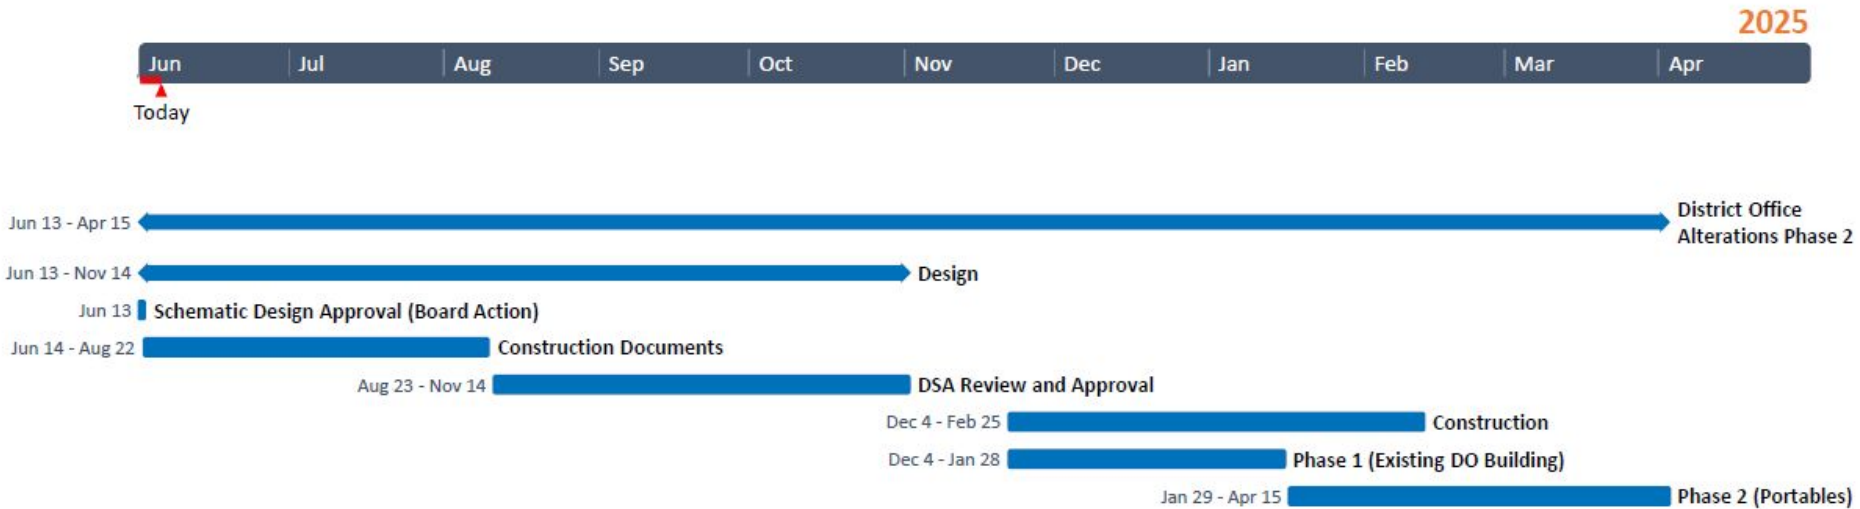 2025
Jun Jul Aug Sep Oct Nov Dec Jan Feb Mar Apr
Today
Jun 13 - Apr 15 District Office
Alterations Phase 2
Jun 13 - Nov 14 Design
Jun 13 Schematic Design Approval (Board Action)
Jun 14 - Aug 22 Construction Documents
Aug 23 - Nov 14 DSA Review and Approval
Dec 4 - Feb 25 Construction
Dec 4 - Jan 28 Phase 1 (Existing DO Building)
Jan 29 - Apr 15 Phase 2 (Portables)